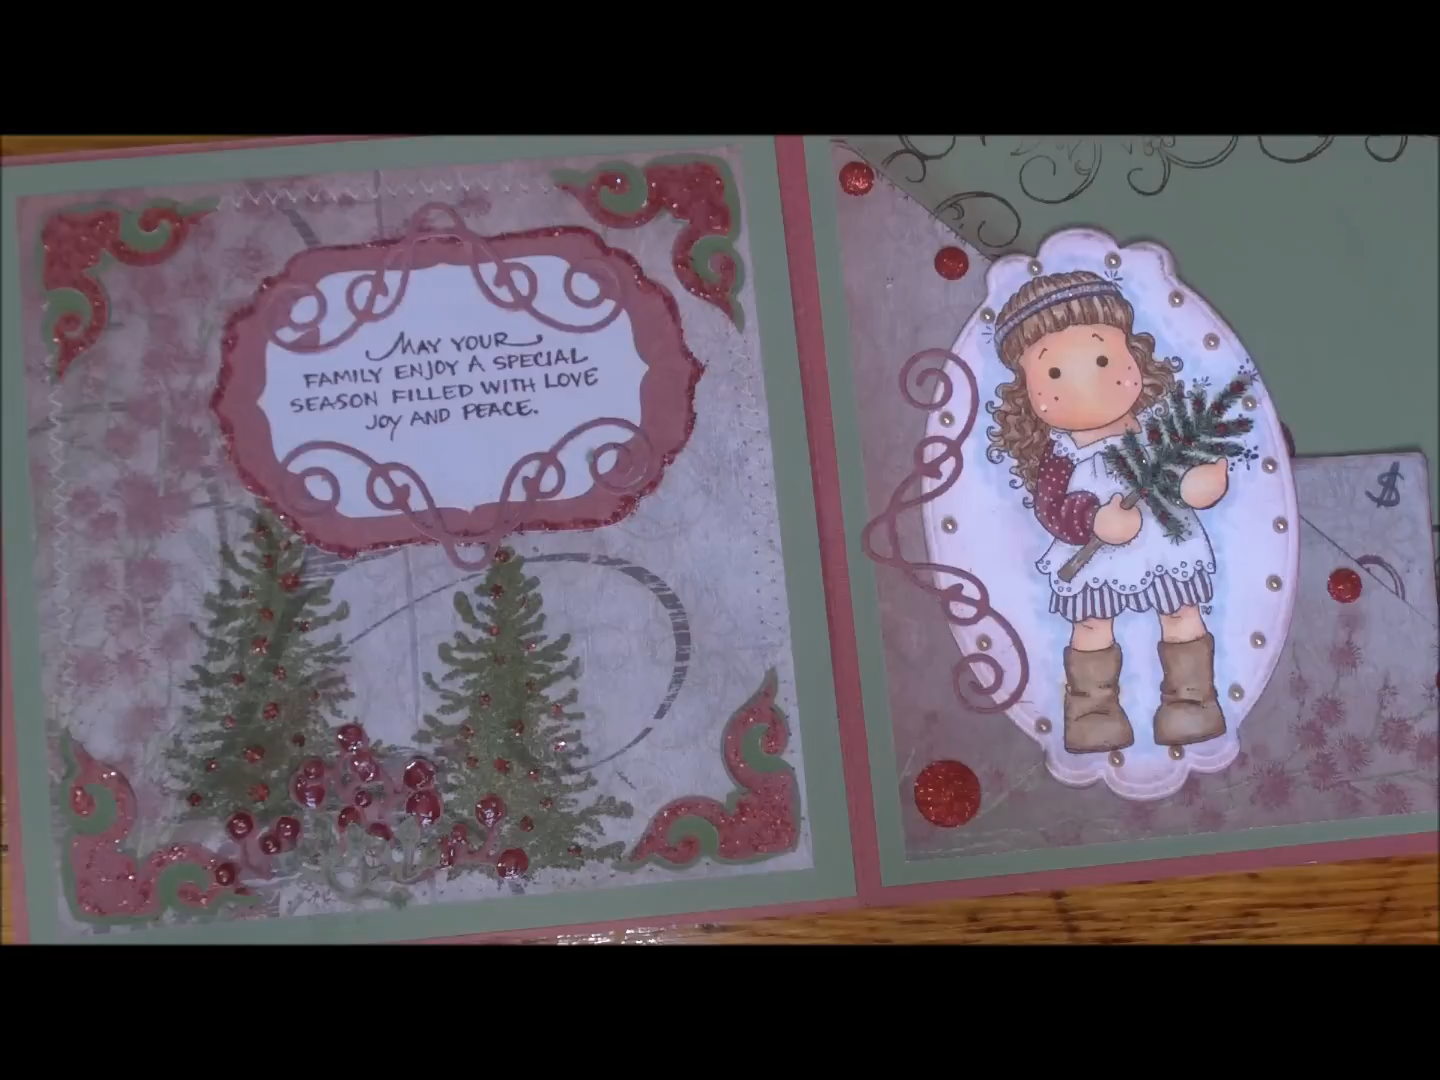 MAY YOUR
FAMILY ENJOY A SPECIAL
SEASON FILLED WITH LOVE
JOY AND PEACE.
$